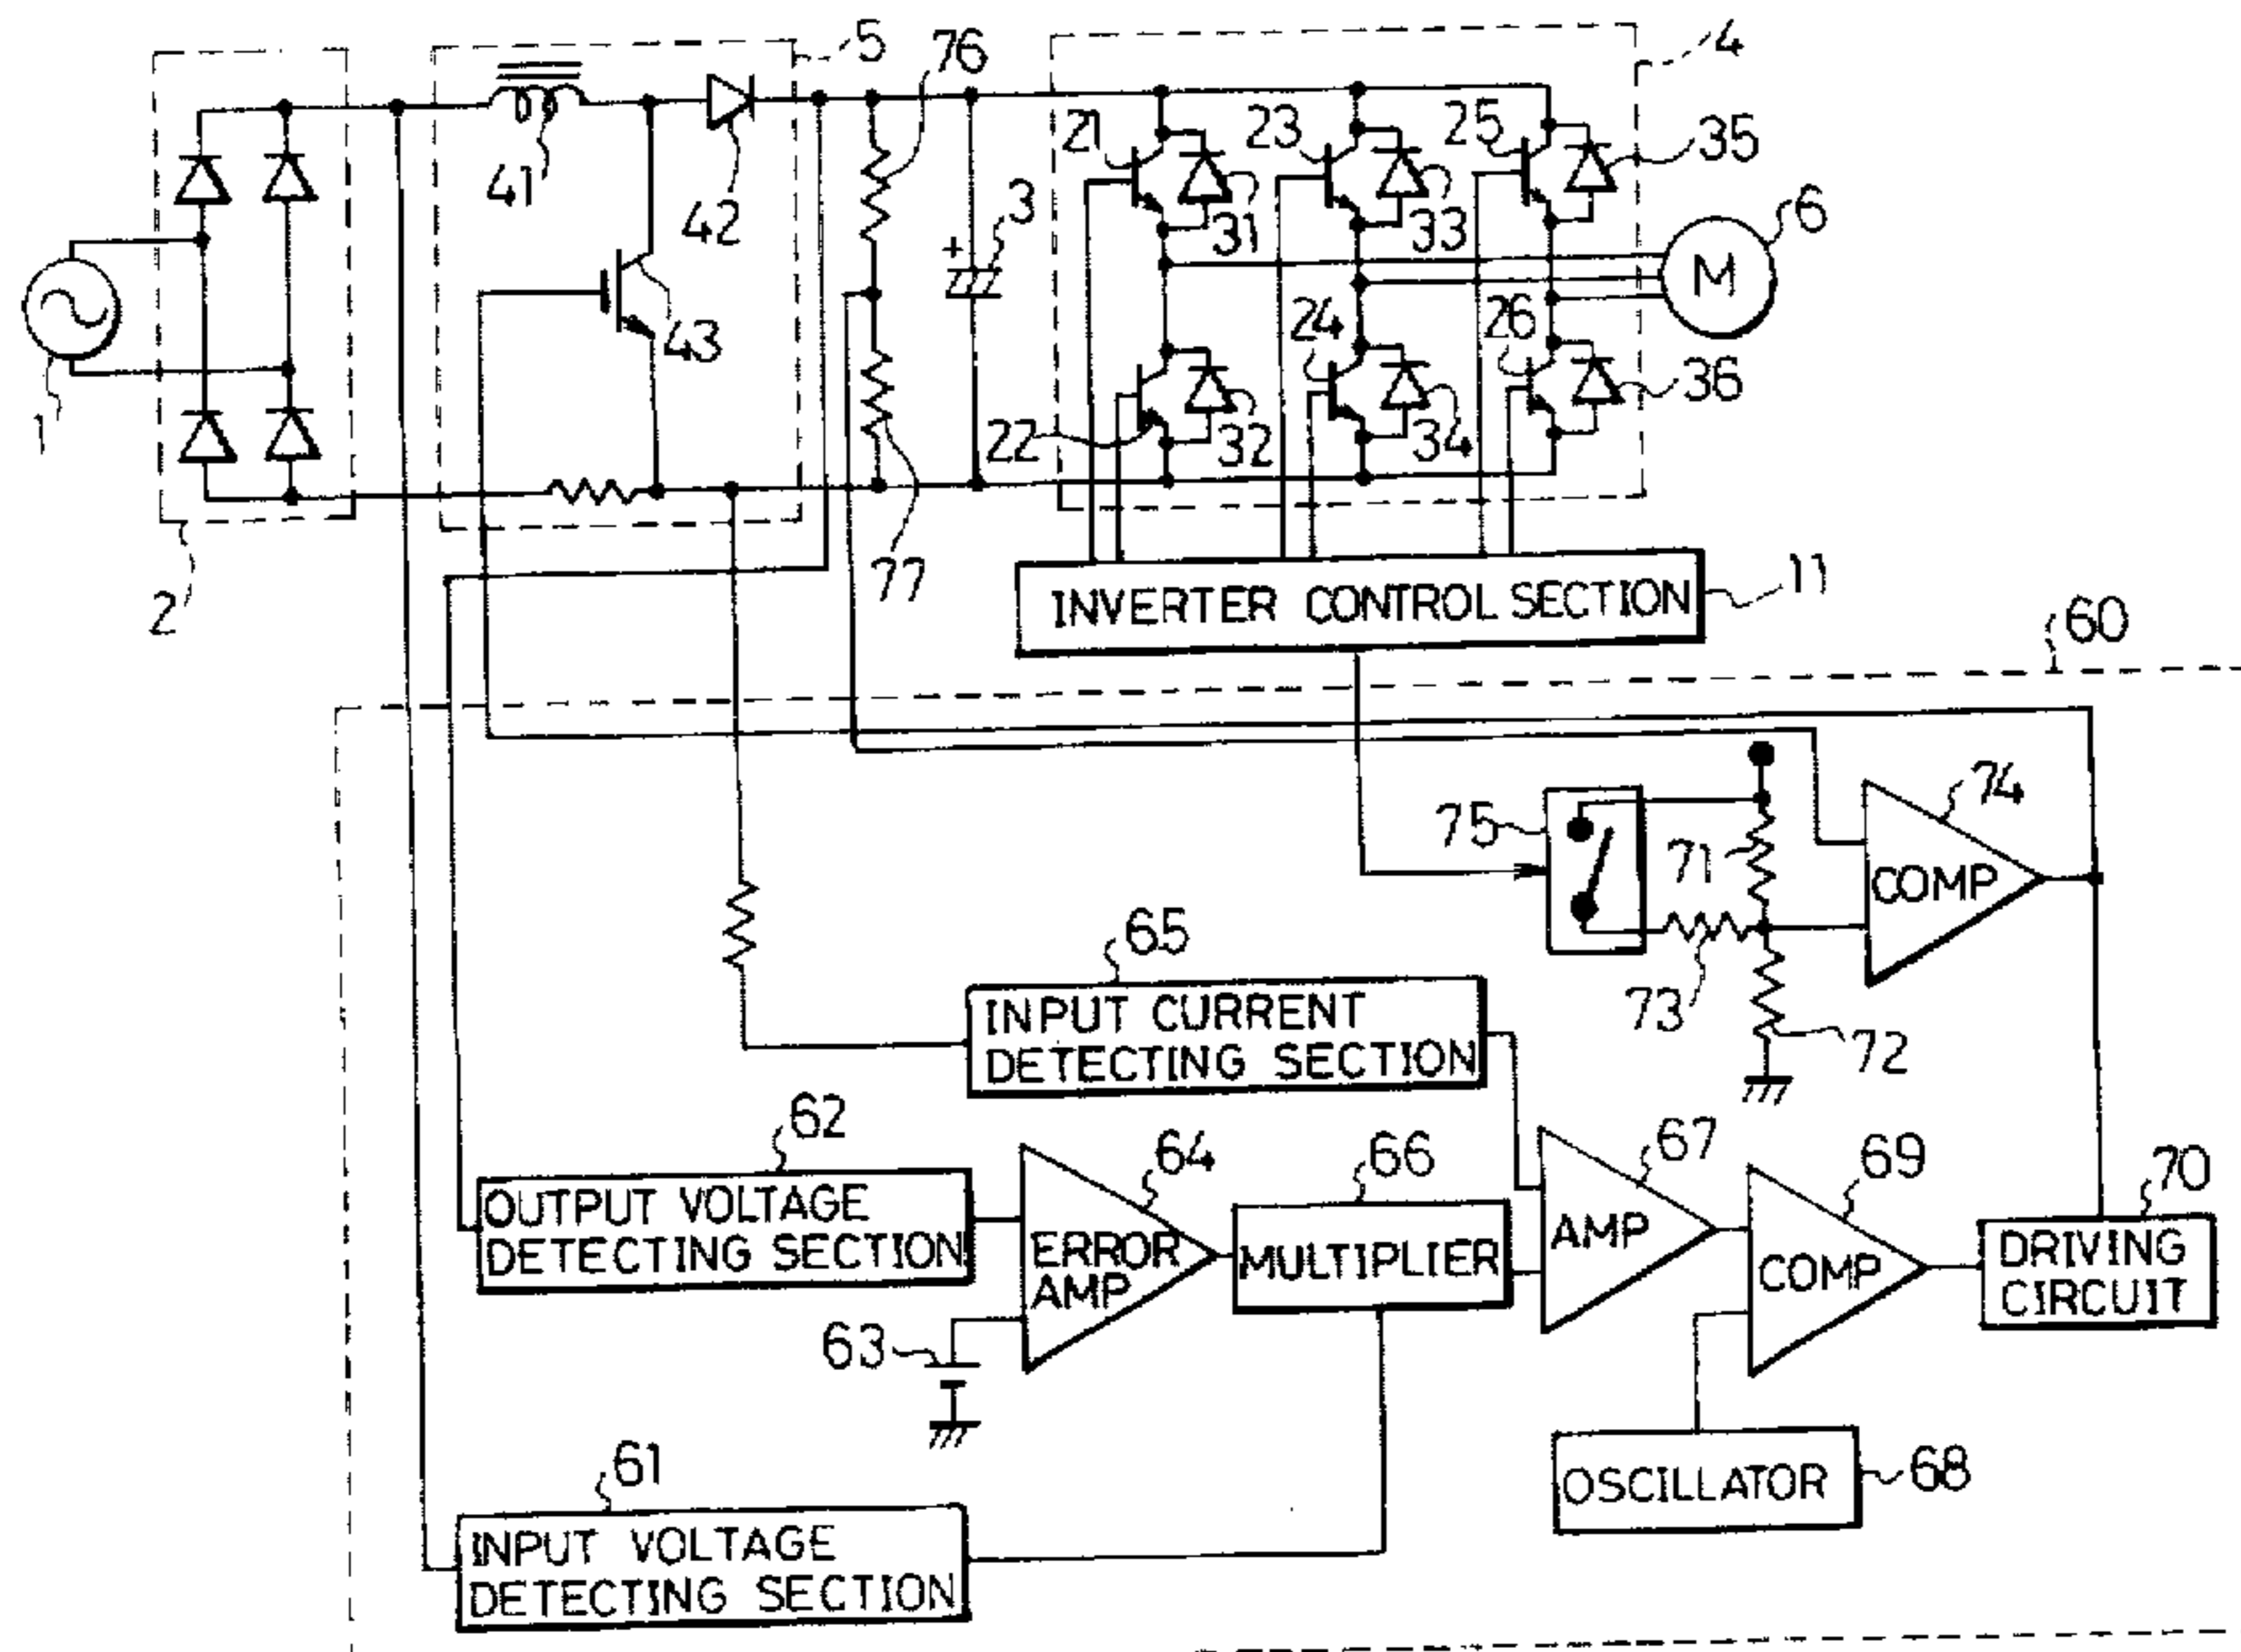 5
76
4
21
23
25
35
41
42
3
31
33
6
+
M
43
24
26
1
22
32
34
36
77
2
INVERTER CONTROL SECTION
11
60
74
75
71
COMP
65
73
INPUT CURRENT
DETECTING SECTION
72
62
64
66
67
69
70
OUTPUT VOLTAGE
DETECTING SECTION
ERROR
AMP
MULTIPLIER
AMP
COMP
DRIVING
CIRCUIT
63
61
OSCILLATOR
68
INPUT VOLTAGE
DETECTING SECTION